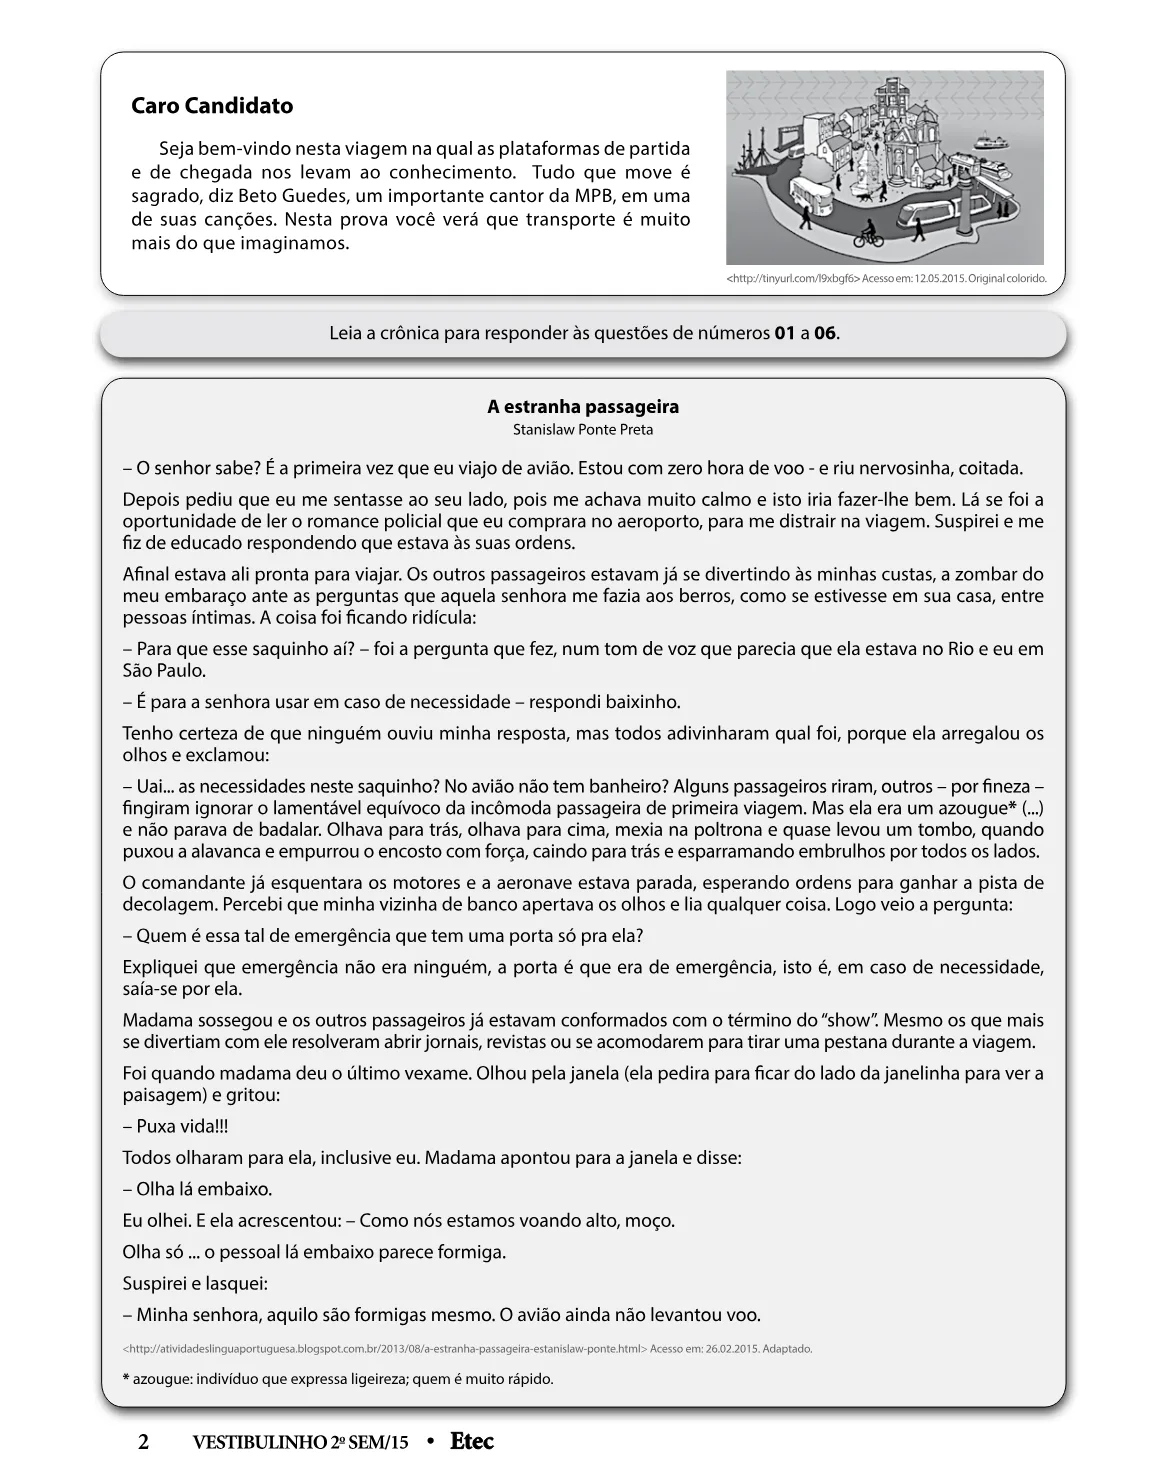 Caro Candidato
Seja bem-vindo nesta viagem na qual as plataformas de partida
e de chegada nos levam ao conhecimento. Tudo que move é
sagrado, diz Beto Guedes, um importante cantor da MPB, em uma
de suas canções. Nesta prova você verá que transporte é muito
mais do que imaginamos.
<http://tinyurl.com/l9xbgf6> Acesso em: 12.05.2015. Original colorido.
Leia a crônica para responder às questões de números 01 a 06.
A estranha passageira
Stanislaw Ponte Preta
– O senhor sabe? É a primeira vez que eu viajo de avião. Estou com zero hora de voo - e riu nervosinha, coitada.
Depois pediu que eu me sentasse ao seu lado, pois me achava muito calmo e isto iria fazer-lhe bem. Lá se foi a
oportunidade de ler o romance policial que eu comprara no aeroporto, para me distrair na viagem. Suspirei e me
fiz de educado respondendo que estava às suas ordens.
Afinal estava ali pronta para viajar. Os outros passageiros estavam já se divertindo às minhas custas, a zombar do
meu embaraço ante as perguntas que aquela senhora me fazia aos berros, como se estivesse em sua casa, entre
pessoas íntimas. A coisa foi ficando ridícula:
– Para que esse saquinho aí? – foi a pergunta que fez, num tom de voz que parecia que ela estava no Rio e eu em
São Paulo.
– É para a senhora usar em caso de necessidade – respondi baixinho.
Tenho certeza de que ninguém ouviu minha resposta, mas todos adivinharam qual foi, porque ela arregalou os
olhos e exclamou:
– Uai... as necessidades neste saquinho? No avião não tem banheiro? Alguns passageiros riram, outros – por fineza –
fingiram ignorar o lamentável equívoco da incômoda passageira de primeira viagem. Mas ela era um azougue* (...)
e não parava de badalar. Olhava para trás, olhava para cima, mexia na poltrona e quase levou um tombo, quando
puxou a alavanca e empurrou o encosto com força, caindo para trás e esparramando embrulhos por todos os lados.
O comandante já esquentara os motores e a aeronave estava parada, esperando ordens para ganhar a pista de
decolagem. Percebi que minha vizinha de banco apertava os olhos e lia qualquer coisa. Logo veio a pergunta:
– Quem é essa tal de emergência que tem uma porta só pra ela?
Expliquei que emergência não era ninguém, a porta é que era de emergência, isto é, em caso de necessidade,
saía-se por ela.
Madama sossegou e os outros passageiros já estavam conformados com o término do “show”. Mesmo os que mais
se divertiam com ele resolveram abrir jornais, revistas ou se acomodarem para tirar uma pestana durante a viagem.
Foi quando madama deu o último vexame. Olhou pela janela (ela pedira para ficar do lado da janelinha para ver a
paisagem) e gritou:
– Puxa vida!!!
Todos olharam para ela, inclusive eu. Madama apontou para a janela e disse:
– Olha lá embaixo.
Eu olhei. E ela acrescentou: – Como nós estamos voando alto, moço.
Olha só ... o pessoal lá embaixo parece formiga.
Suspirei e lasquei:
– Minha senhora, aquilo são formigas mesmo. O avião ainda não levantou voo.
<http://atividadeslinguaportuguesa.blogspot.com.br/2013/08/a-estranha-passageira-estanislaw-ponte.html> Acesso em: 26.02.2015. Adaptado.
* azougue: indivíduo que expressa ligeireza; quem é muito rápido.
2 VESTIBULINHO 2º SEM/15 • Etec